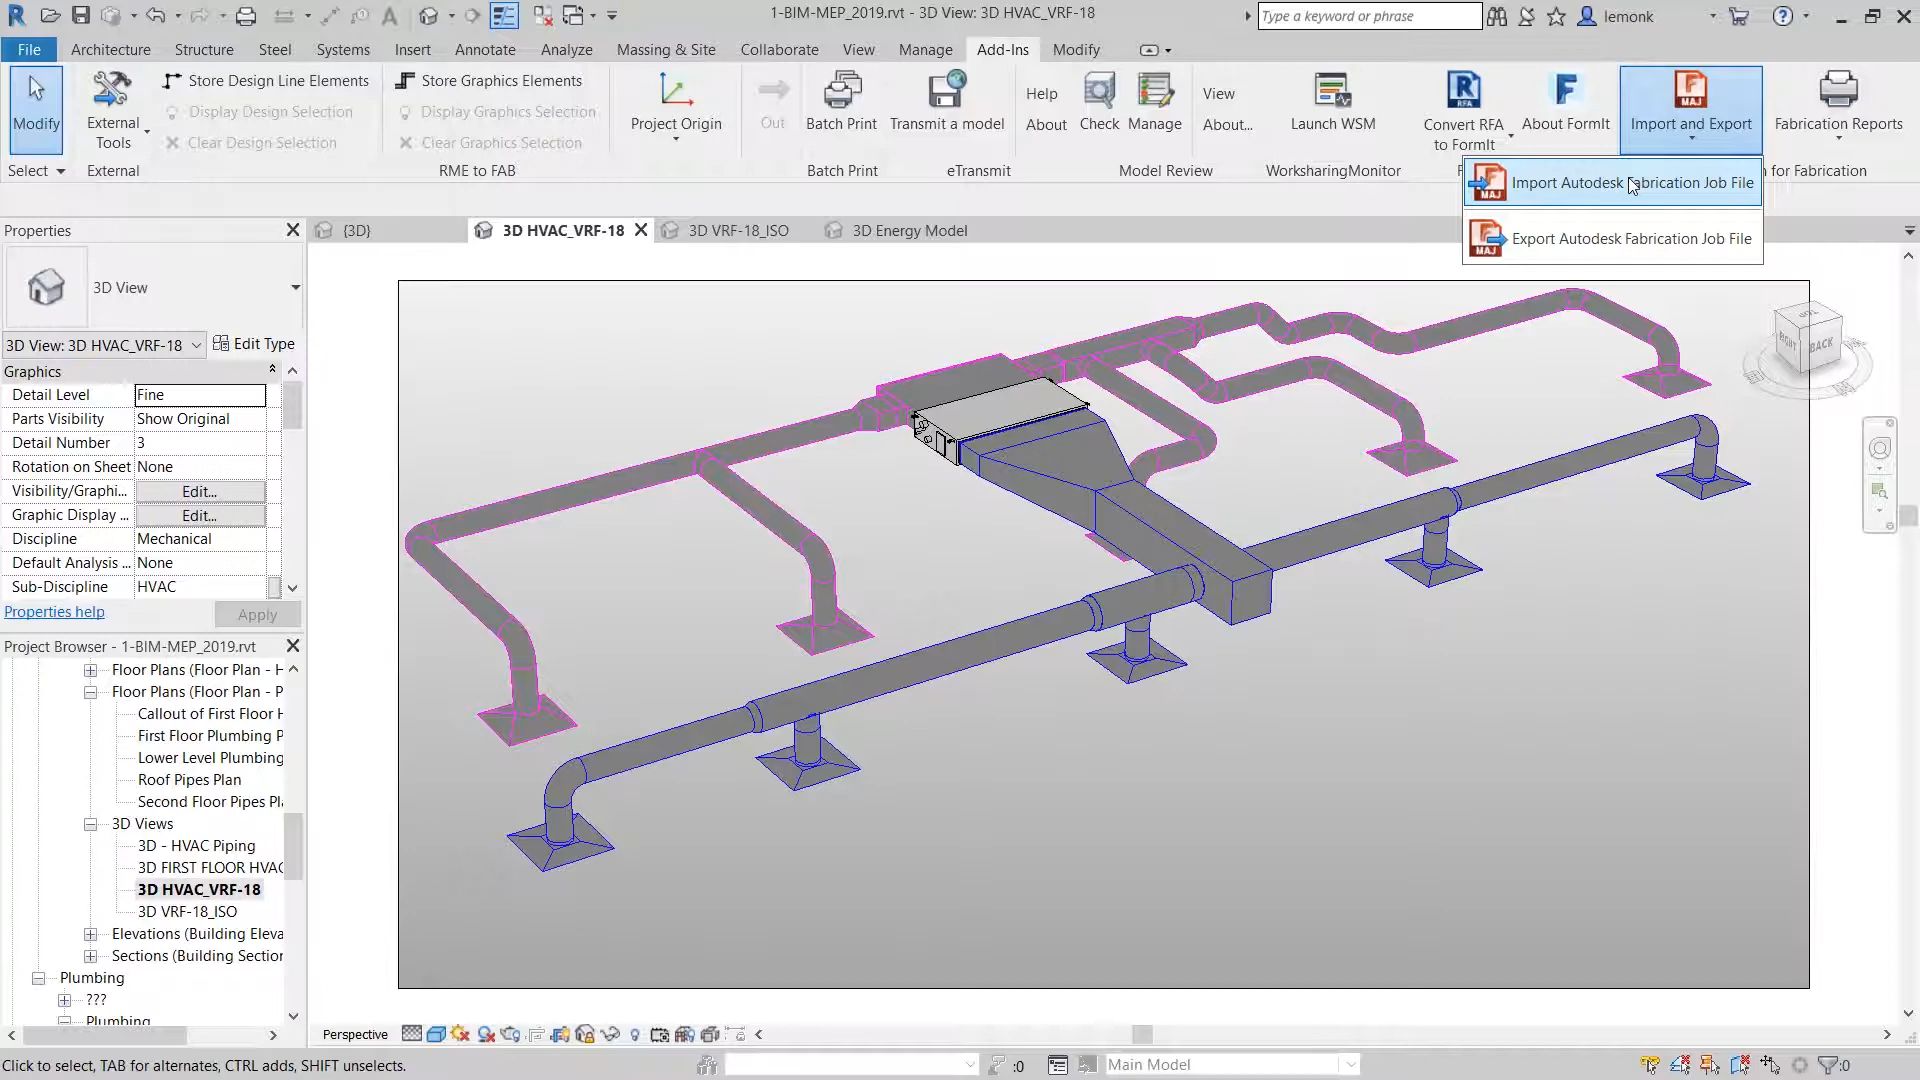 1-BIM-MEP_2019.rvt - 3D View: 3D HVAC_VRF-18
Type a keyword or phrase
lemonk
File
Architecture
Structure
Steel
Systems
Insert
Annotate
Analyze
Massing & Site
Collaborate
View
Manage
Add-Ins
Modify
Modify
External
Tools
Store Design Line Elements
Display Design Selection
Clear Design Selection
Store Graphics Elements
Display Graphics Selection
Clear Graphics Selection
Project Origin
Out
Batch Print
Transmit a model
Help
About
Check
Manage
View
About...
Launch WSM
RFA
Convert RFA
to FormIt
About FormIt
MAJ
Import and Export
Fabrication Reports
Select
External
RME to FAB
Batch Print
eTransmit
Model Review
WorksharingMonitor
for Fabrication
MAJ
Import Autodesk Fabrication Job File
MAJ
Export Autodesk Fabrication Job File
Properties
{3D}
3D HVAC_VRF-18
3D VRF-18_ISO
3D Energy Model
3D View
3D View: 3D HVAC_VRF-18
Edit Type
Graphics
Detail Level Fine
Parts Visibility Show Original
Detail Number 3
Rotation on Sheet None
Visibility/Graphi... Edit...
Graphic Display ... Edit...
Discipline Mechanical
Default Analysis ... None
Sub-Discipline HVAC
Properties help
Apply
TOP
RIGHT
BACK
Project Browser - 1-BIM-MEP_2019.rvt
Floor Plans (Floor Plan - H
Floor Plans (Floor Plan - P
Callout of First Floor H
First Floor Plumbing P
Lower Level Plumbing
Roof Pipes Plan
Second Floor Pipes Pl
3D Views
3D - HVAC Piping
3D FIRST FLOOR HVAC
3D HVAC_VRF-18
3D VRF-18_ISO
Elevations (Building Eleva
Sections (Building Section
Plumbing
???
Plumbing
Perspective
Click to select, TAB for alternates, CTRL adds, SHIFT unselects.
:0
Main Model
:0